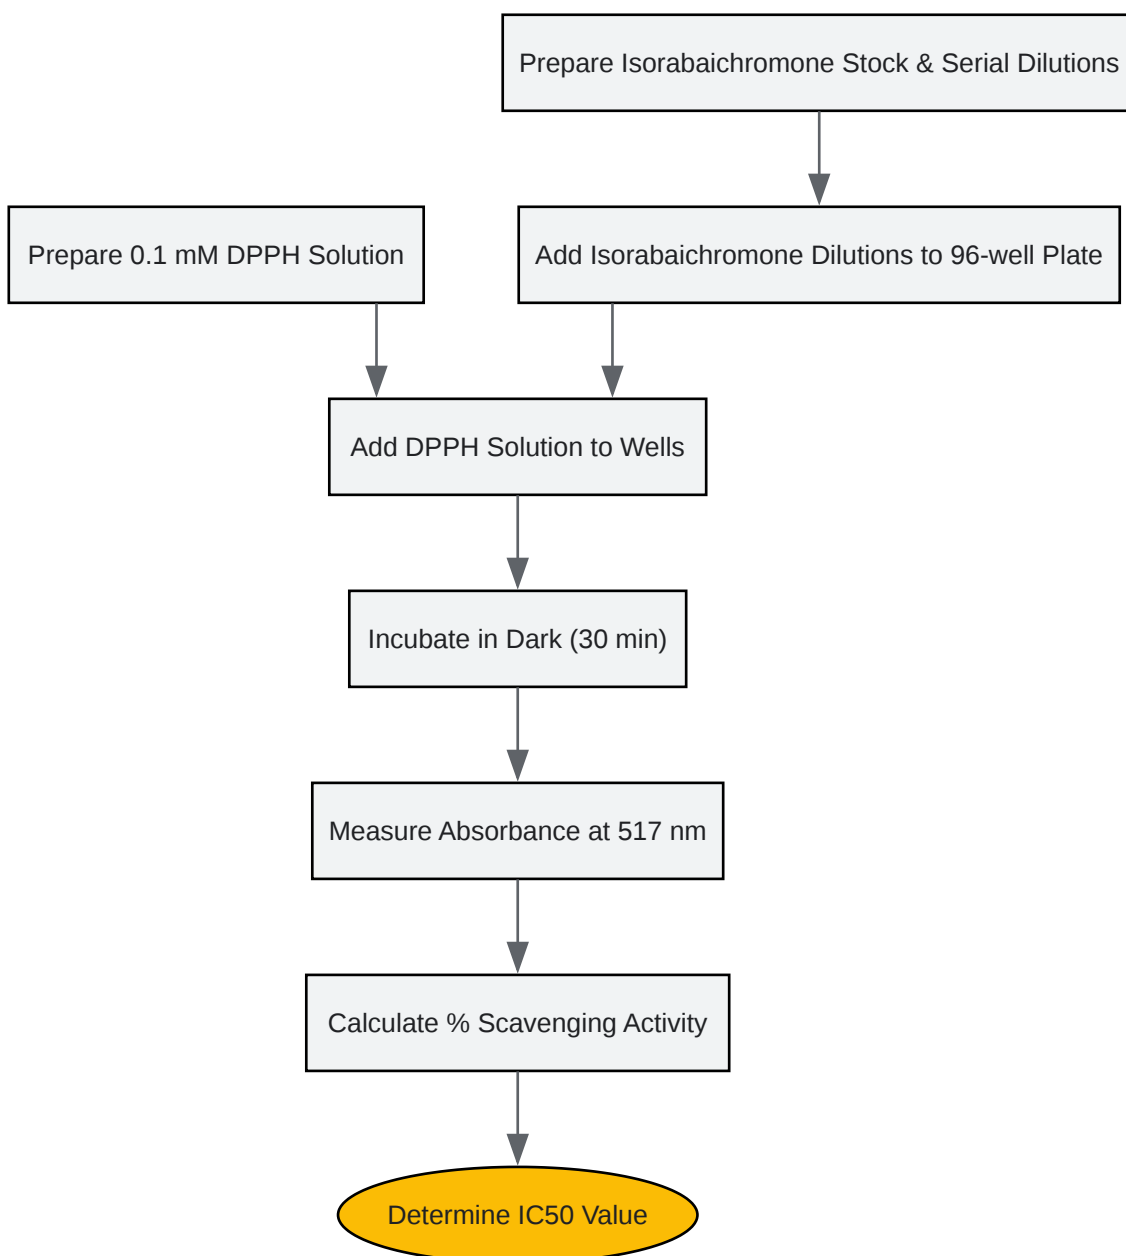 Prepare Isorabaichromone Stock & Serial Dilutions
Prepare 0.1 mM DPPH Solution
Add Isorabaichromone Dilutions to 96-well Plate
Add DPPH Solution to Wells
Incubate in Dark (30 min)
Measure Absorbance at 517 nm
Calculate % Scavenging Activity
Determine IC50 Value